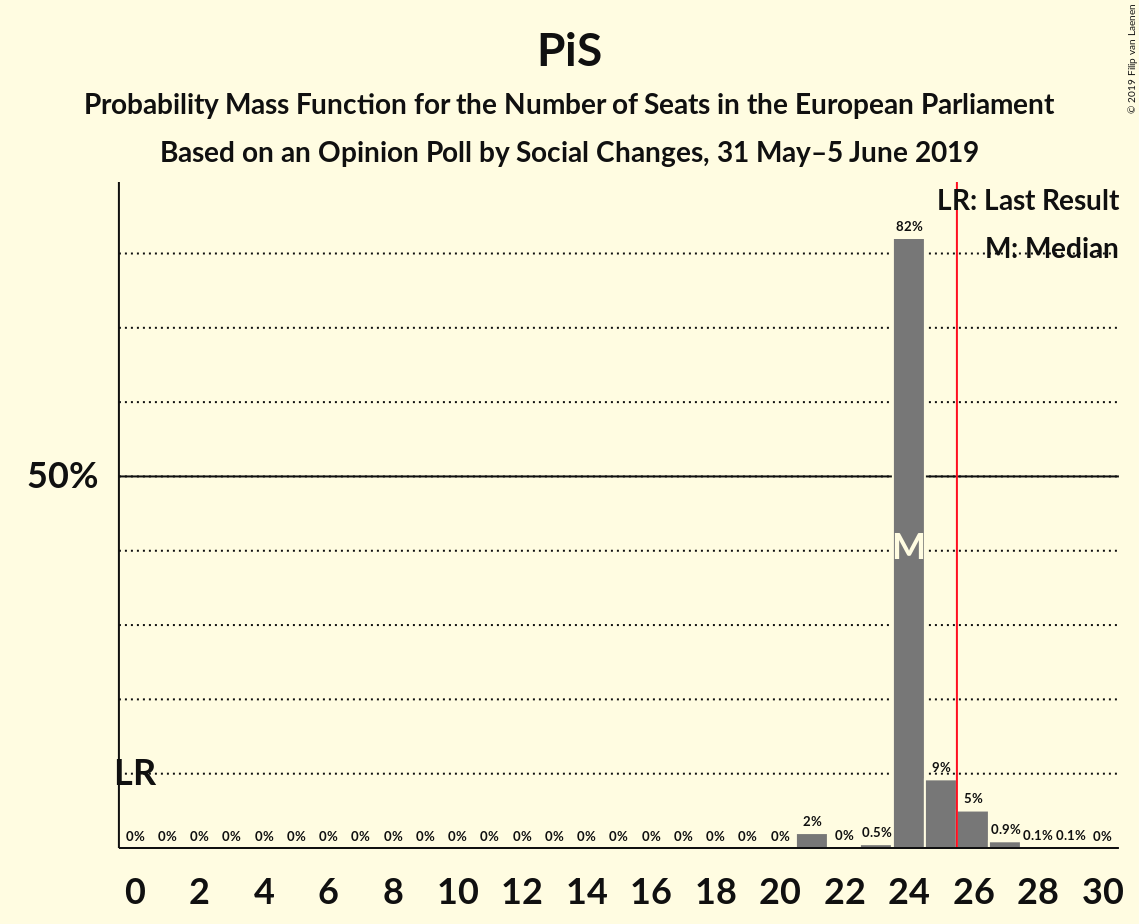 PiS
Probability Mass Function for the Number of Seats in the European Parliament
Based on an Opinion Poll by Social Changes, 31 May–5 June 2019
© 2019 Filip van Laenen
LR: Last Result
M: Median
82%
50%
M
LR
9%
5%
2%
0.9%
0% 0% 0% 0% 0% 0% 0% 0% 0% 0% 0% 0% 0% 0% 0% 0% 0% 0% 0% 0% 0% 0% 0.5% 0.1% 0.1% 0%
0 2 4 6 8 10 12 14 16 18 20 22 24 26 28 30